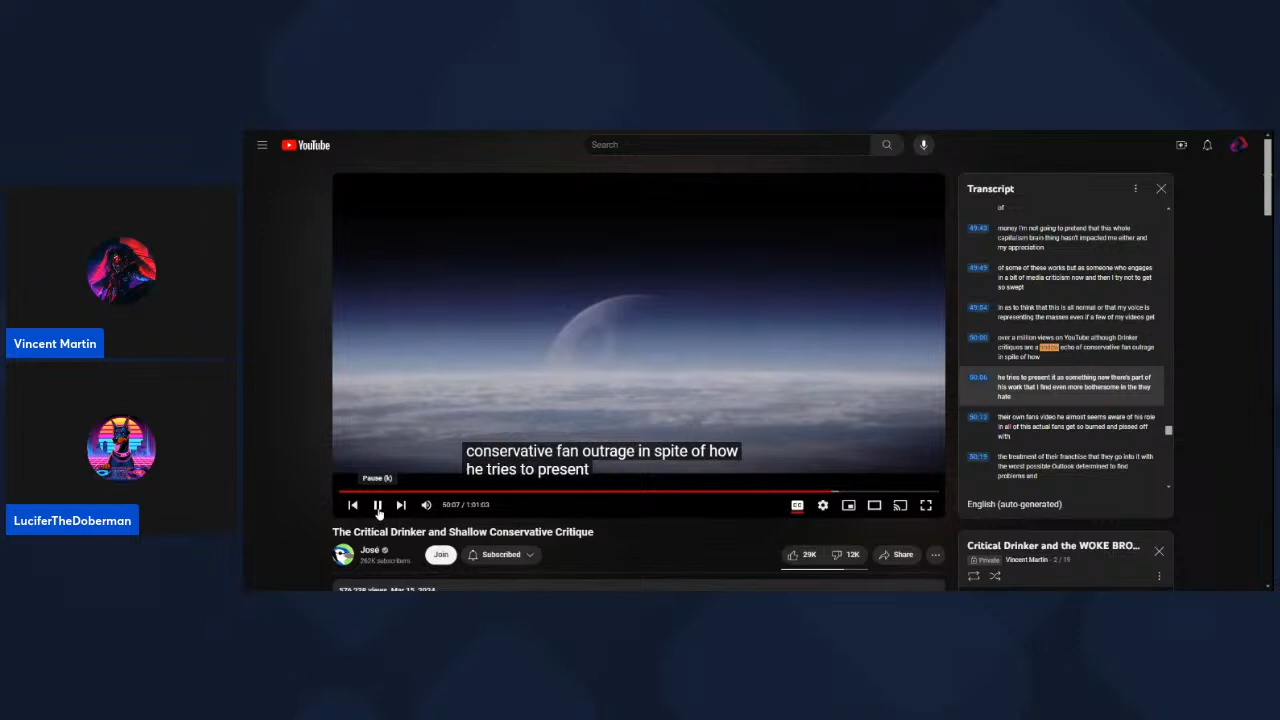 YouTube
Search
Vincent Martin
LuciferTheDoberman
conservative fan outrage in spite of how
he tries to present
Pause (k)
50:07 / 1:01:03
The Critical Drinker and Shallow Conservative Critique
José
262K subscribers
Join
Subscribed
29K
12K
Share
576,238 views Mar 15, 2024
Transcript
of
49:43
money I'm not going to pretend that this whole
capitalism brain thing hasn't impacted me either and
my appreciation
49:49
of some of these works but as someone who engages
in a bit of media criticism now and then I try not to get
so swept
49:54
in as to think that this is all normal or that my voice is
representing the masses even if a few of my videos get
50:00
over a million views on YouTube although Drinker
critiques are a echo of conservative fan outrage
in spite of how
50:06
he tries to present it as something new there's part of
his work that I find even more bothersome in the they
hate
50:13
their own fans video he almost seems aware of his role
in all of this actual fans get so burned and pissed off
with
50:19
the treatment of their franchise that they go into it with
the worst possible Outlook determined to find
problems and
English (auto-generated)
Critical Drinker and the WOKE BRO...
Private
Vincent Martin - 2 / 19